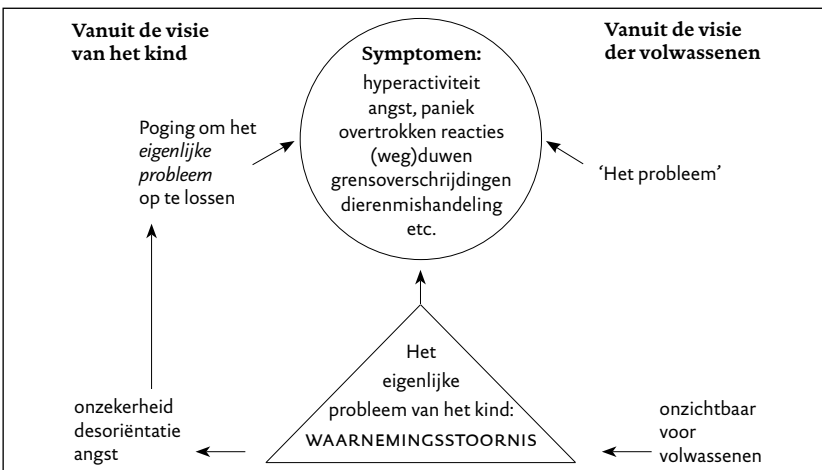 Vanuit de visie
van het kind
Symptomen:
hyperactiviteit
angst, paniek
overtrokken reacties
(weg)duwen
grensoverschrijdingen
dierenmishandeling
etc.
Vanuit de visie
der volwassenen
Poging om het
eigenlijke
probleem
op te lossen
‘Het probleem’
Het
eigenlijke
probleem van het kind:
WAARNEMINGSSTOORNIS
onzekerheid
desoriëntatie
angst
onzichtbaar
voor
volwassenen